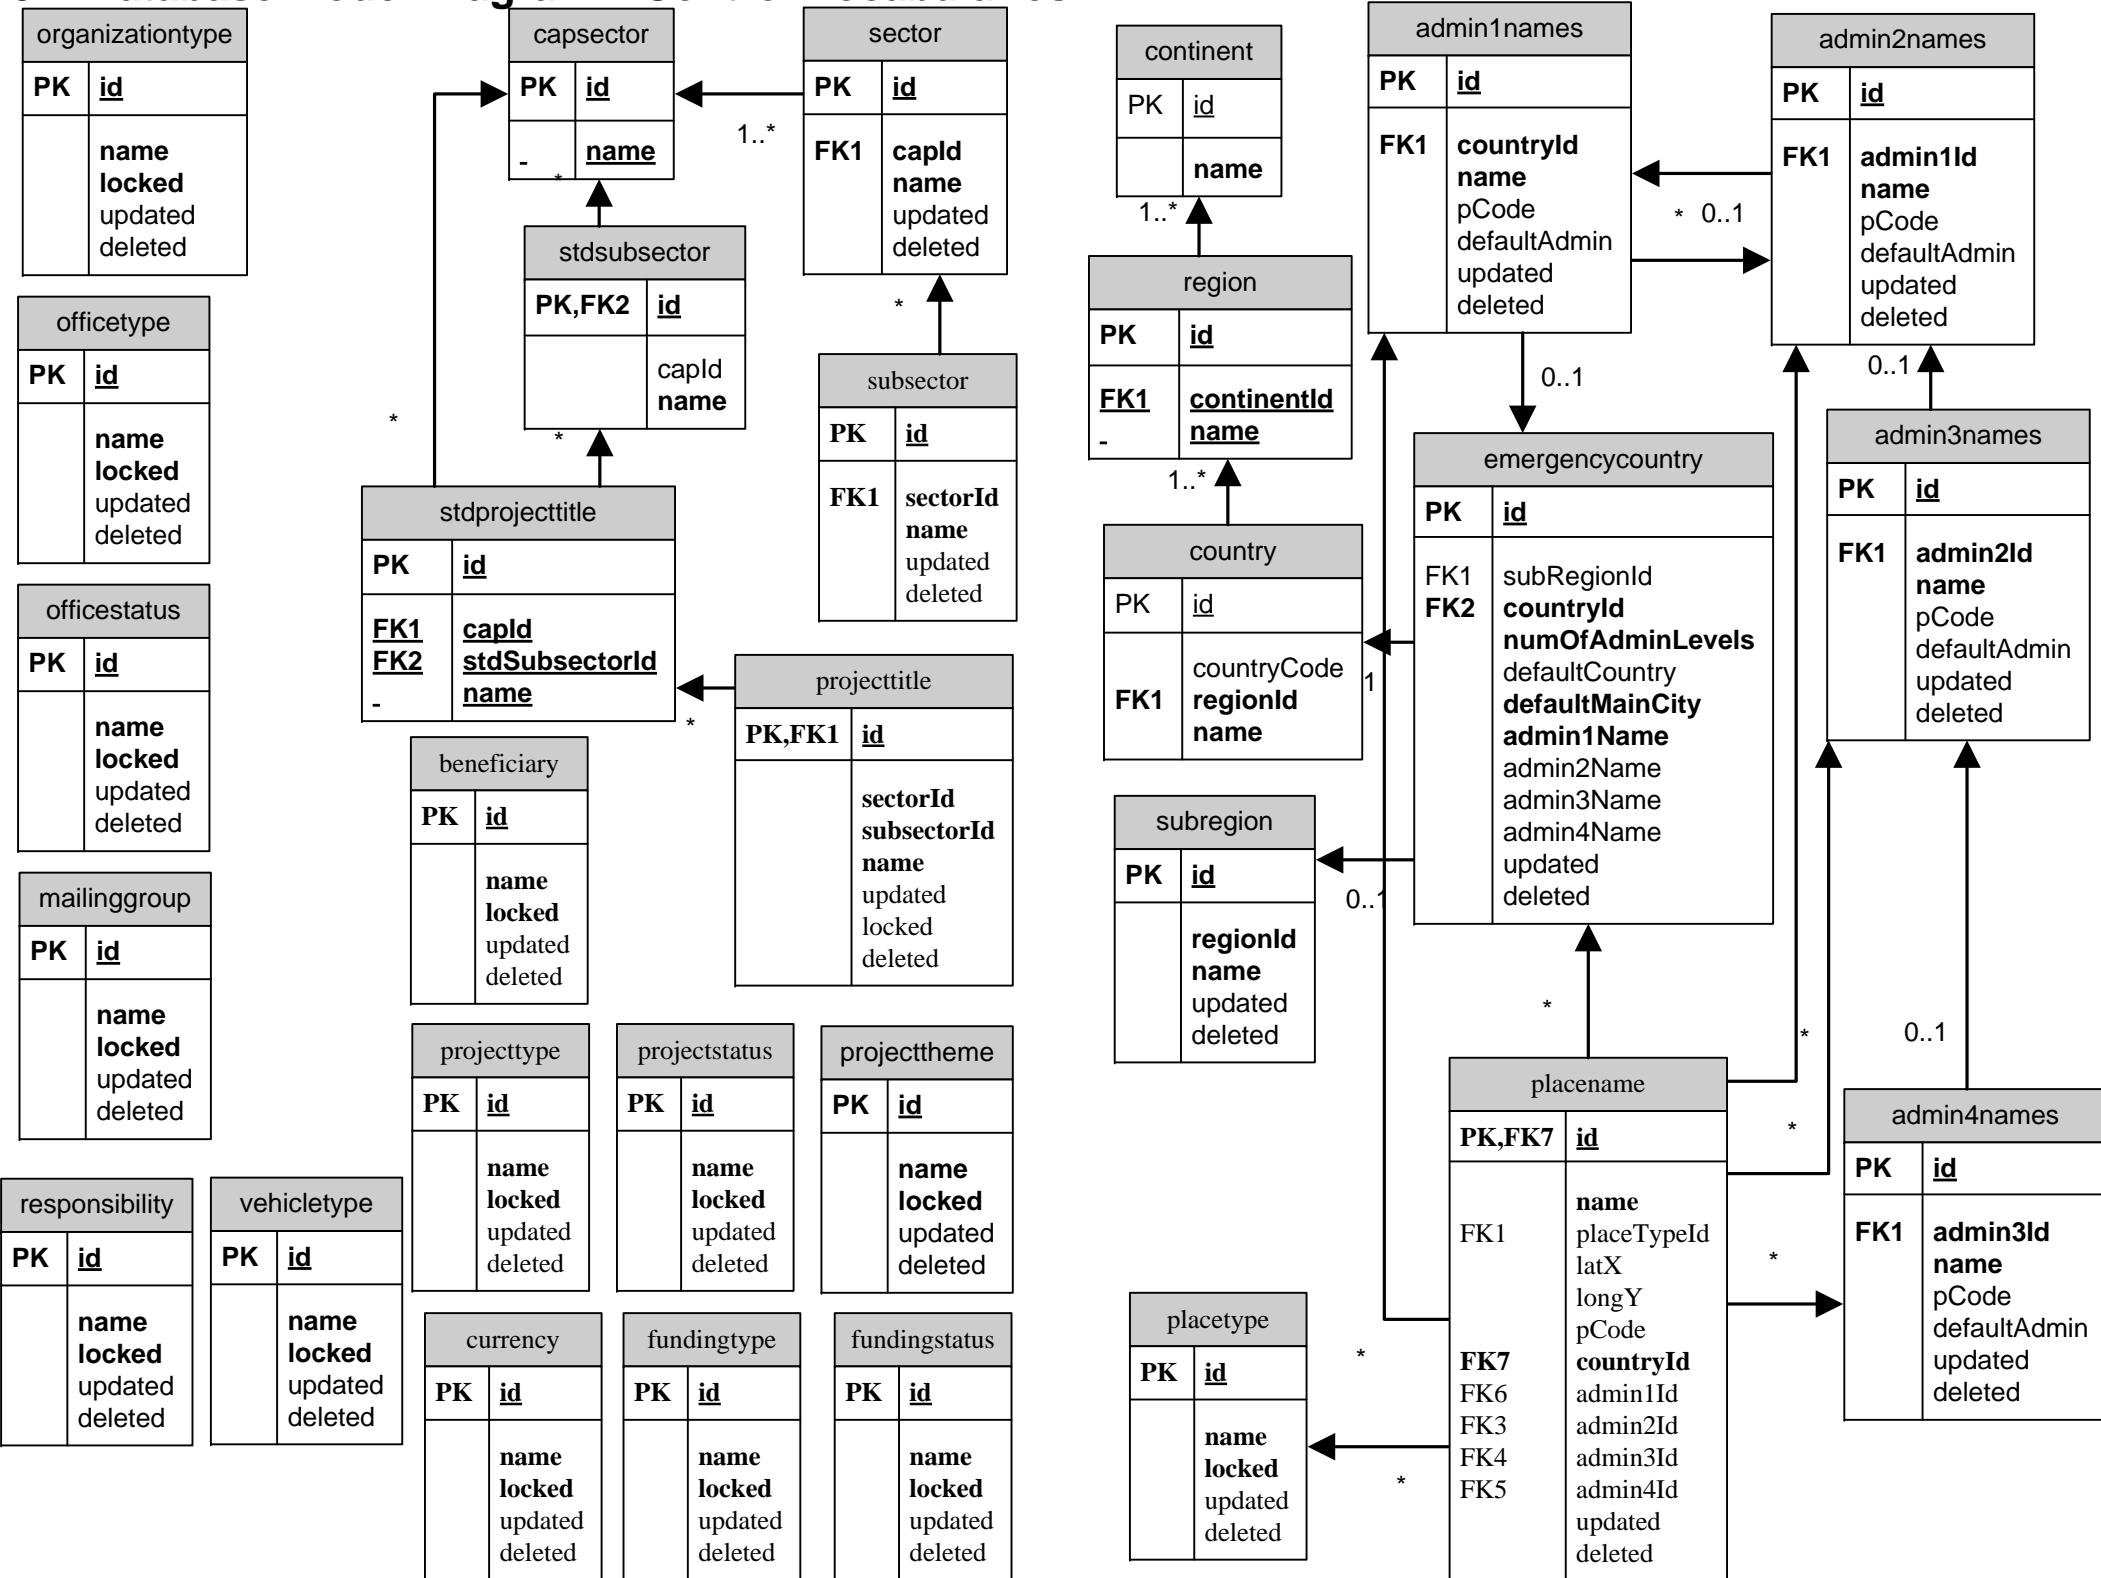 organizationtype
PK id
name
locked
updated
deleted
officetype
PK id
name
locked
updated
deleted
officestatus
PK id
name
locked
updated
deleted
mailinggroup
PK id
name
locked
updated
deleted
responsibility
PK id
name
locked
updated
deleted
vehicletype
PK id
name
locked
updated
deleted
capsector
PK id
- name
*
1..*
sector
PK id
FK1 capId
name
updated
deleted
*
stdsubsector
PK,FK2 id
capId
name
*
*
subsector
PK id
FK1 sectorId
name
updated
deleted
stdprojecttitle
PK id
FK1 capId
FK2 stdSubsectorId
- name
*
projecttitle
PK,FK1 id
sectorId
subsectorId
name
updated
locked
deleted
beneficiary
PK id
name
locked
updated
deleted
projecttype
PK id
name
locked
updated
deleted
projectstatus
PK id
name
locked
updated
deleted
projecttheme
PK id
name
locked
updated
deleted
currency
PK id
name
locked
updated
deleted
fundingtype
PK id
name
locked
updated
deleted
fundingstatus
PK id
name
locked
updated
deleted
continent
PK id
name
1..*
region
PK id
FK1 continentId
- name
1..*
country
PK id
countryCode
FK1 regionId
name
1
subregion
PK id
regionId
name
updated
deleted
0..1
placetype
PK id
name
locked
updated
deleted
*
*
admin1names
PK id
FK1 countryId
name
pCode
defaultAdmin
updated
deleted
* 0..1
0..1
admin2names
PK id
FK1 admin1Id
name
pCode
defaultAdmin
updated
deleted
0..1
emergencycountry
PK id
FK1 subRegionId
FK2 countryId
numOfAdminLevels
defaultCountry
defaultMainCity
admin1Name
admin2Name
admin3Name
admin4Name
updated
deleted
*
admin3names
PK id
FK1 admin2Id
name
pCode
defaultAdmin
updated
deleted
*
0..1
placename
PK,FK7 id
name
FK1 placeTypeId
latX
longY
pCode
FK7 countryId
FK6 admin1Id
FK3 admin2Id
FK4 admin3Id
FK5 admin4Id
updated
deleted
*
*
admin4names
PK id
FK1 admin3Id
name
pCode
defaultAdmin
updated
deleted